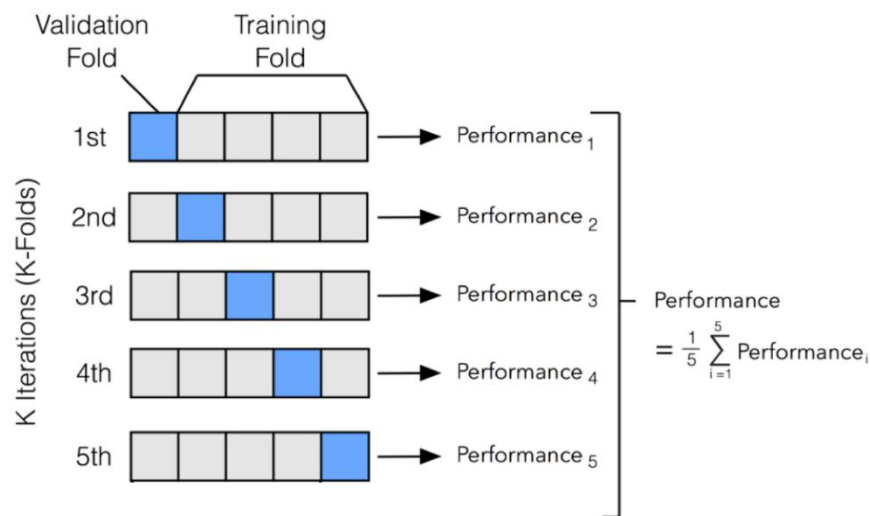 Validation
Fold
Training
Fold
K Iterations (K-Folds)
1st
Performance 1
2nd
Performance 2
3rd
Performance 3
4th
Performance 4
5th
Performance 5
Performance
= 1/5 5∑i=1 Performance i